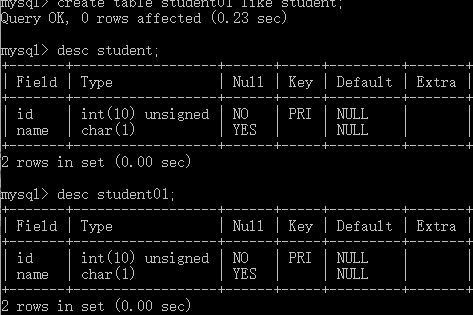 mysql> create table student01 like student;
Query OK, 0 rows affected (0.23 sec)
mysql> desc student;
+-------+------------------+------+-----+---------+-------+
| Field | Type             | Null | Key | Default | Extra |
+-------+------------------+------+-----+---------+-------+
| id    | int(10) unsigned | NO   | PRI | NULL    |       |
| name  | char(1)          | YES  |     | NULL    |       |
+-------+------------------+------+-----+---------+-------+
2 rows in set (0.00 sec)
mysql> desc student01;
+-------+------------------+------+-----+---------+-------+
| Field | Type             | Null | Key | Default | Extra |
+-------+------------------+------+-----+---------+-------+
| id    | int(10) unsigned | NO   | PRI | NULL    |       |
| name  | char(1)          | YES  |     | NULL    |       |
+-------+------------------+------+-----+---------+-------+
2 rows in set (0.00 sec)